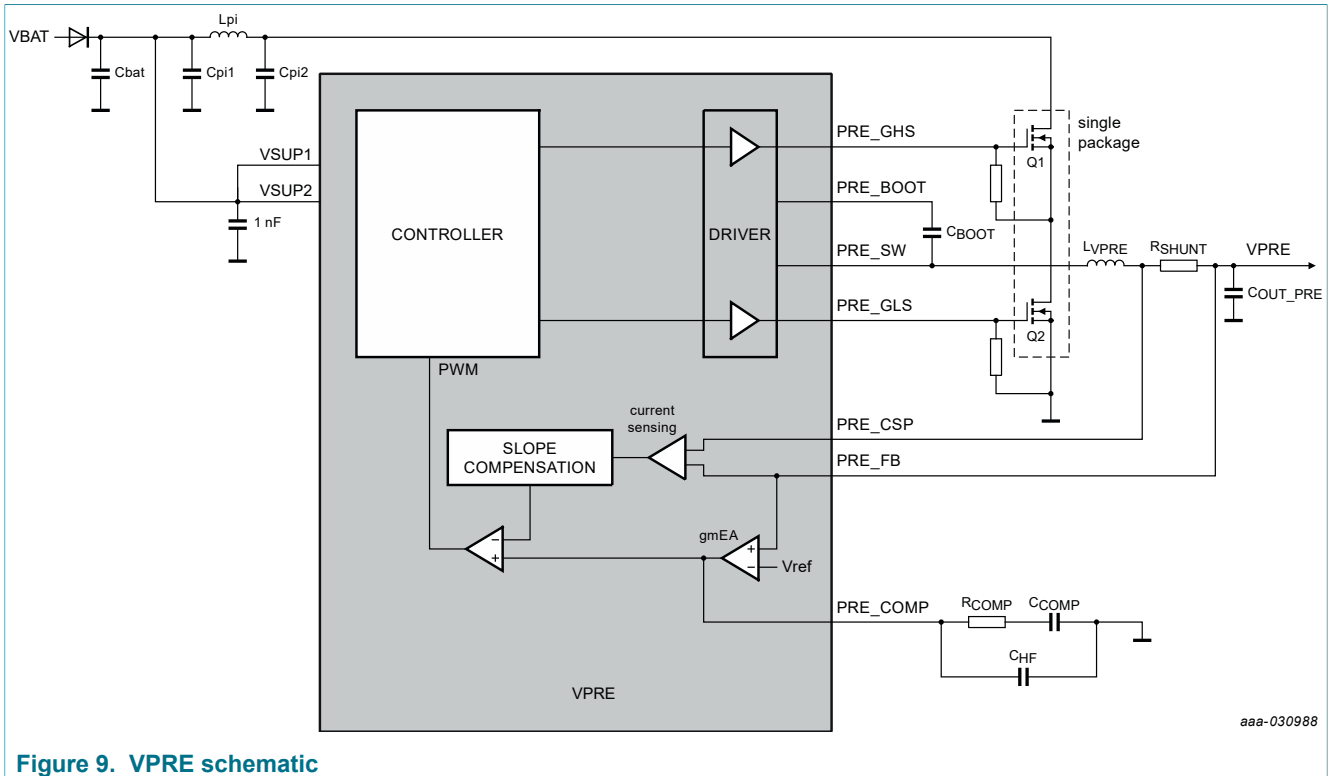 VBAT
Lpi
Cbat
Cpi1
Cpi2
VSUP1
VSUP2
1 nF
CONTROLLER
DRIVER
PWM
PRE_GHS
PRE_BOOT
CBOOT
PRE_SW
PRE_GLS
single
package
Q1
Q2
LVPRE
RSHUNT
VPRE
COUT_PRE
current
sensing
SLOPE
COMPENSATION
PRE_CSP
PRE_FB
gmEA
+
−
Vref
−
+
PRE_COMP
RCOMP
CCOMP
CHF
VPRE
aaa-030988
Figure 9. VPRE schematic